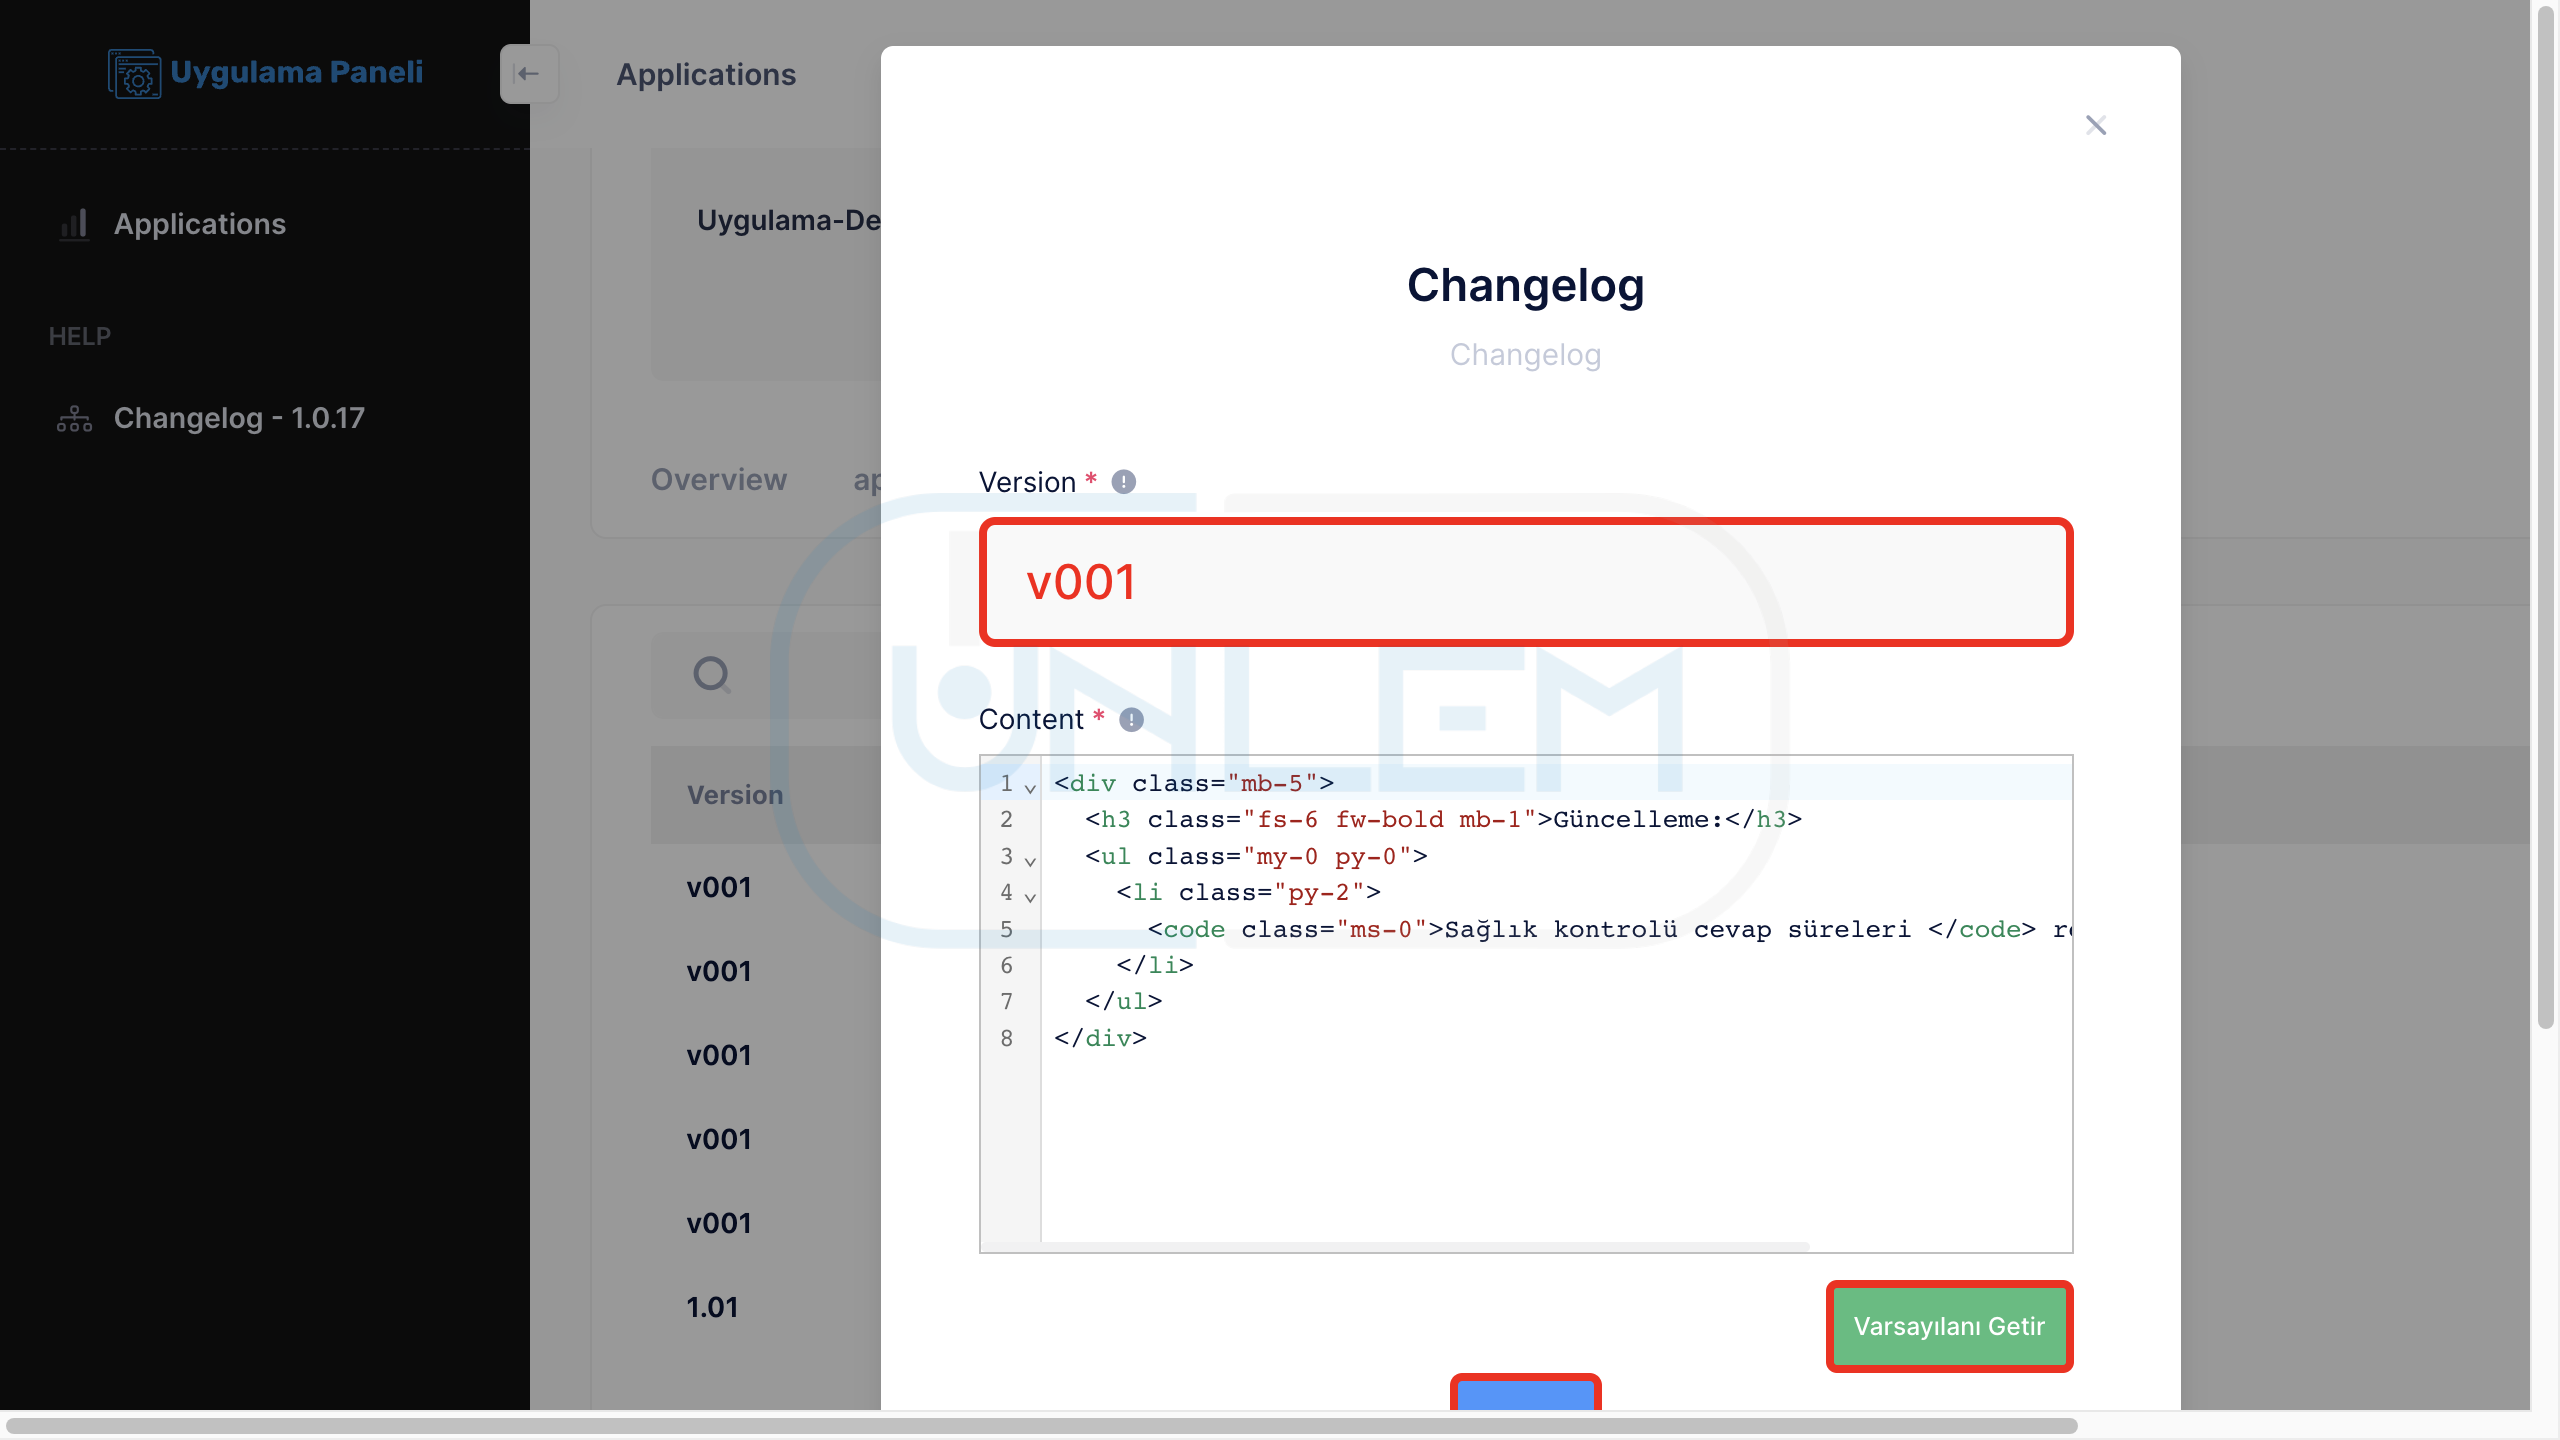 Uygulama Paneli
Applications
HELP
Changelog - 1.0.17
Applications
Uygulama-De
Overview
Version
v001
v001
v001
v001
v001
1.01
Changelog
Changelog
Version *
v001
Content *
1 <div class="mb-5">
2 <h3 class="fs-6 fw-bold mb-1">Güncelleme:</h3>
3 <ul class="my-0 py-0">
4 <li class="py-2">
5 <code class="ms-0">Sağlık kontrolü cevap süreleri </code>
6 </li>
7 </ul>
8 </div>
Varsayılanı Getir
UNLEM